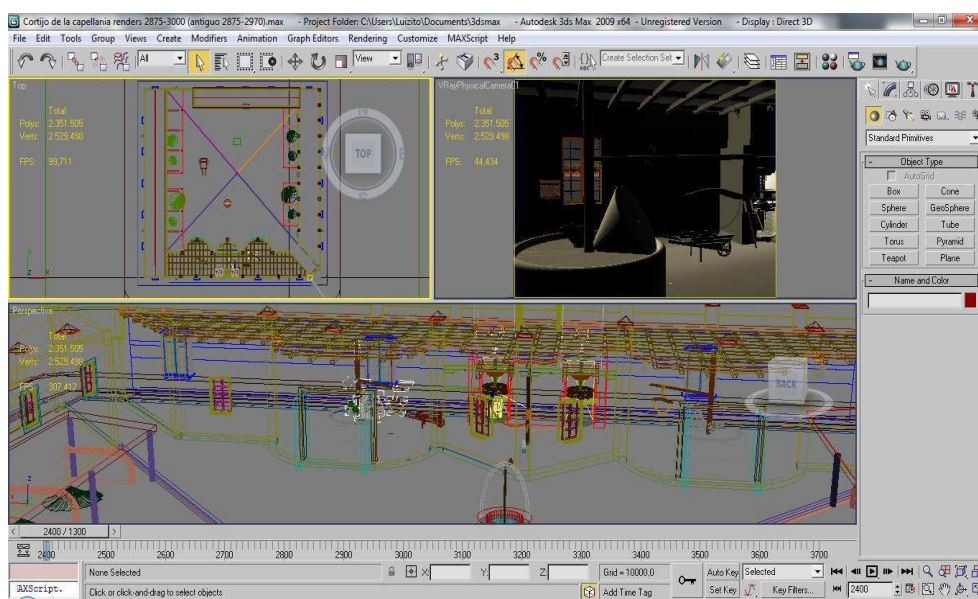 Cortijo de la capellania renders 2875-3000 (antiguo 2875-2970).max - Project Folder: C:\Users\Luizito\Documents\3dsmax - Autodesk 3ds Max 2009 x64 - Unregistered Version - Display : Direct 3D
File Edit Tools Group Views Create Modifiers Animation Graph Editors Rendering Customize MAXScript Help
All View Create Selection Set
Top
Total
Polys: 2.351.505
Verts: 2.529.498
FPS: 99,711
N
TOP
E
S
VRayPhysicalCamera01
Total
Polys: 2.351.505
Verts: 2.529.498
FPS: 44,434
Standard Primitives
- Object Type
AutoGrid
Box Cone
Sphere GeoSphere
Cylinder Tube
Torus Pyramid
Teapot Plane
- Name and Color
Perspective
Total
Polys: 2.351.505
Verts: 2.529.498
FPS: 307,412
BACK
< 2400 / 1300 >
2400 2500 2600 2700 2800 2900 3000 3100 3200 3300 3400 3500 3600 3700
None Selected X: Y: Z: Grid = 10000,0 Auto Key Selected
AXScript. Click or click-and-drag to select objects Add Time Tag Set Key Key Filters... 2400